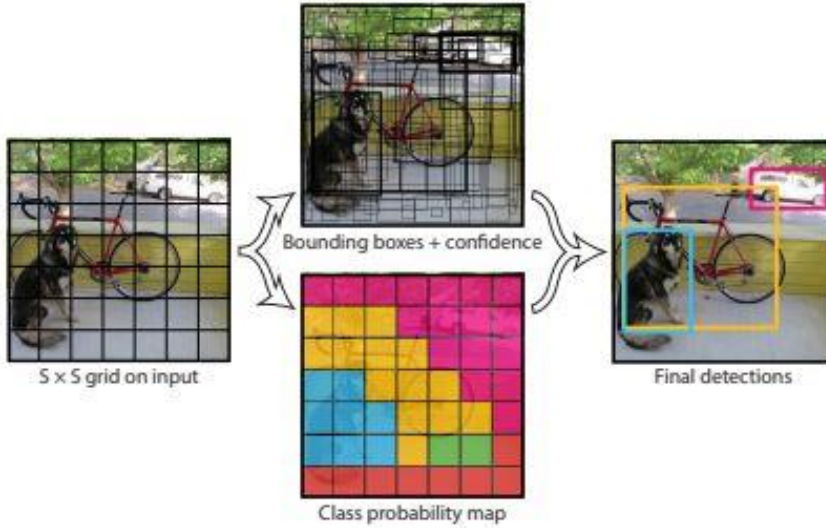 Bounding boxes + confidence
S × S grid on input
Final detections
Class probability map